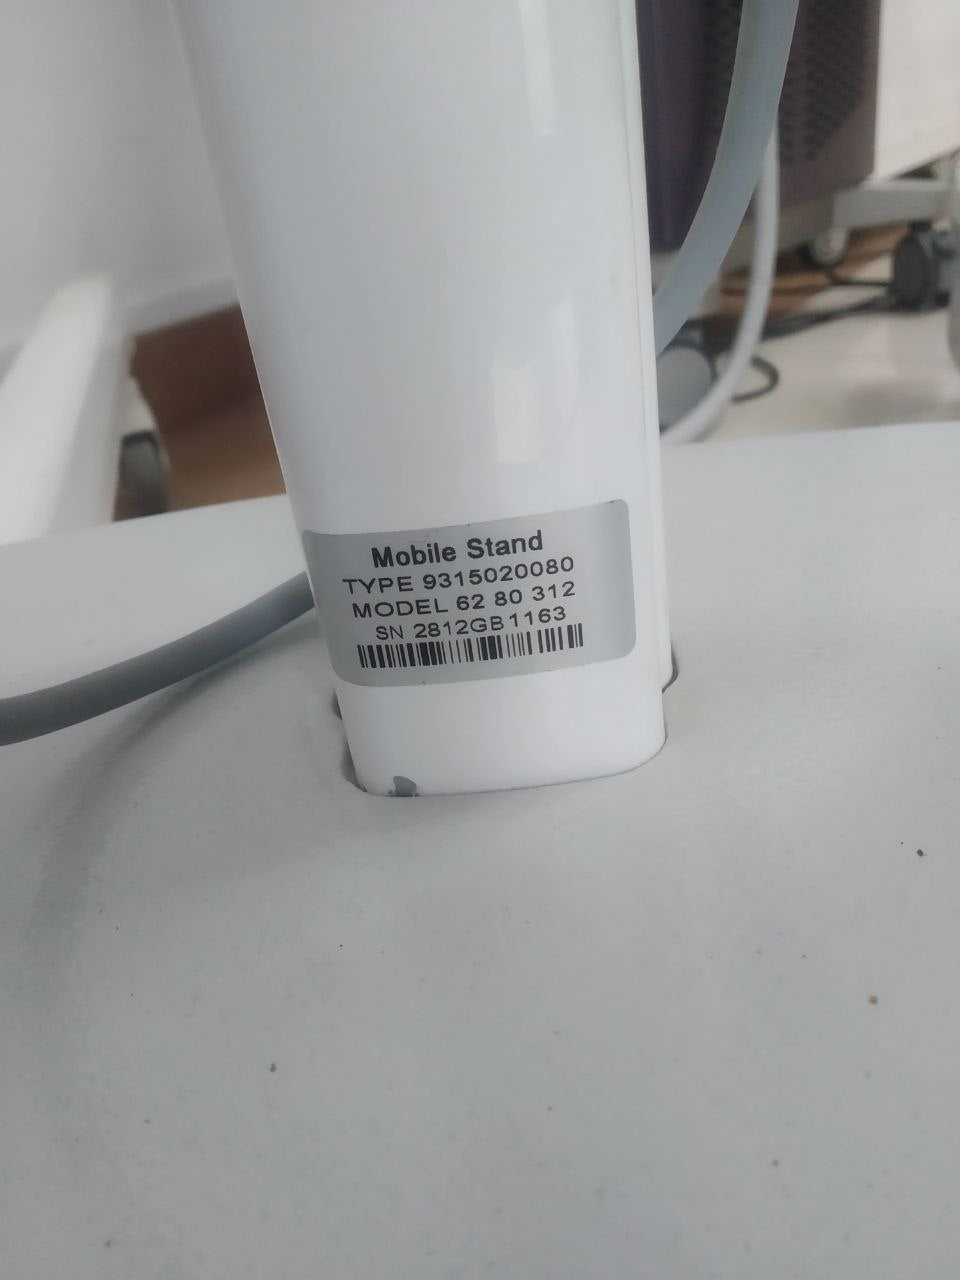 Mobile Stand
TYPE 9315020080
MODEL 62 80 312
SN 2812GB1163